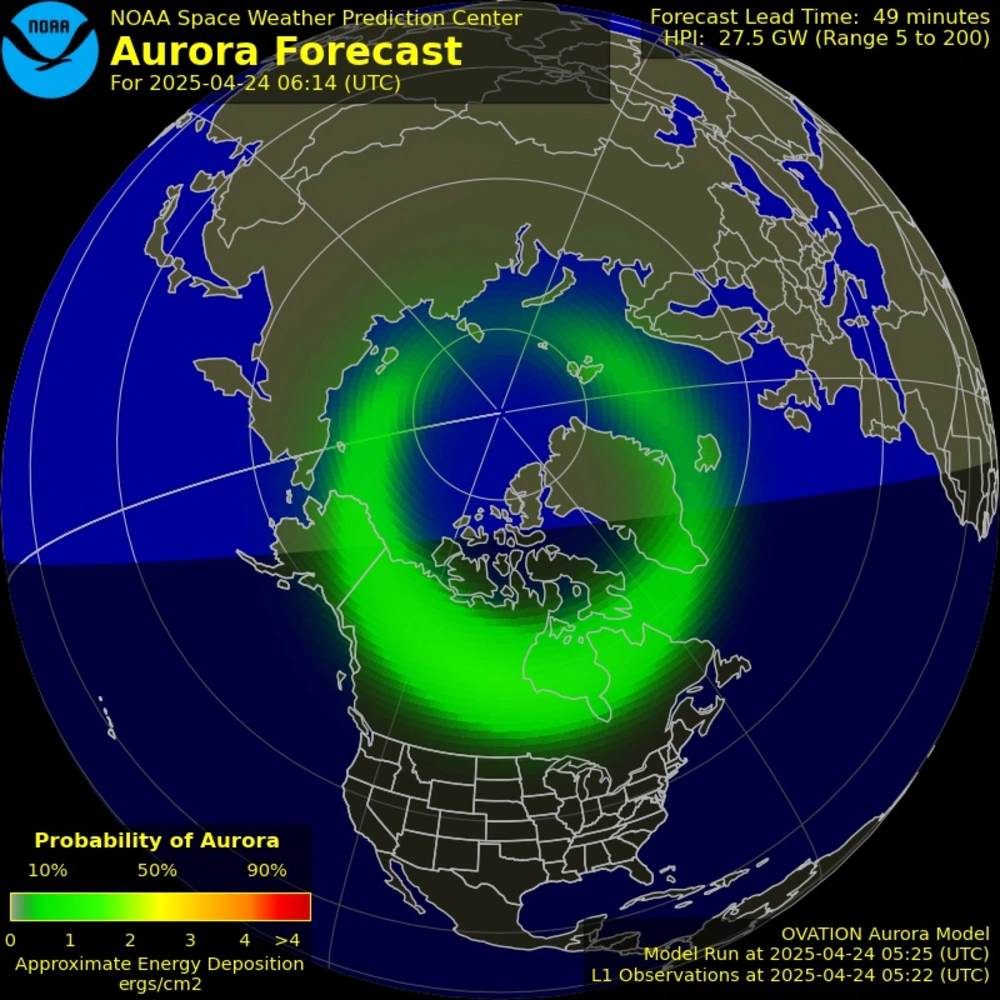 NOAA
NOAA Space Weather Prediction Center
Aurora Forecast
For 2025-04-24 06:14 (UTC)
Forecast Lead Time: 49 minutes
HPI: 27.5 GW (Range 5 to 200)
Probability of Aurora
10% 50% 90%
0 1 2 3 4 >4
Approximate Energy Deposition
ergs/cm2
OVATION Aurora Model
Model Run at 2025-04-24 05:25 (UTC)
L1 Observations at 2025-04-24 05:22 (UTC)